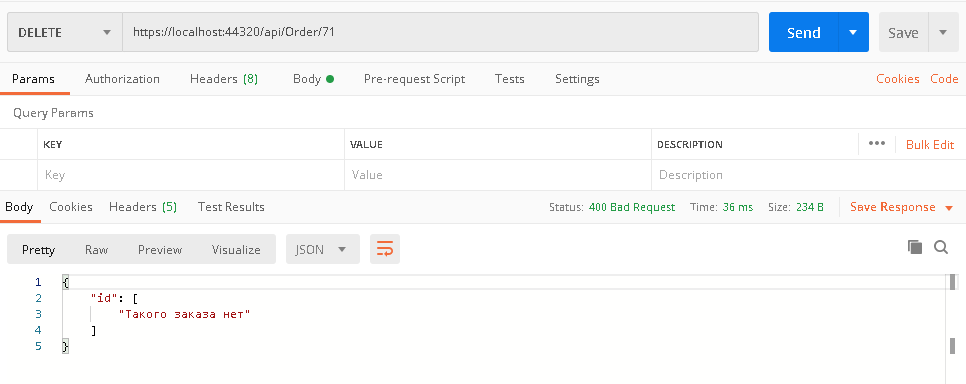 DELETE https://localhost:44320/api/Order/71 Send Save
Params Authorization Headers (8) Body Pre-request Script Tests Settings Cookies Code
Query Params
KEY VALUE DESCRIPTION ••• Bulk Edit
Key Value Description
Body Cookies Headers (5) Test Results Status: 400 Bad Request Time: 36 ms Size: 234 B Save Response
Pretty Raw Preview Visualize JSON
1 {
2 "id": [
3 "Такого заказа нет"
4 ]
5 }